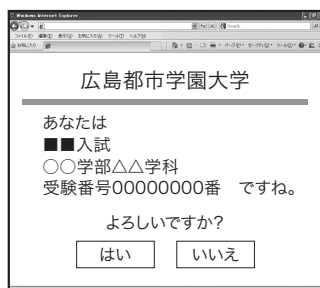 Windows Internet Explorer
広島都市学園大学
あなたは
■■入試
○○学部△△学科
受験番号00000000番　ですね。
よろしいですか?
はい　いいえ